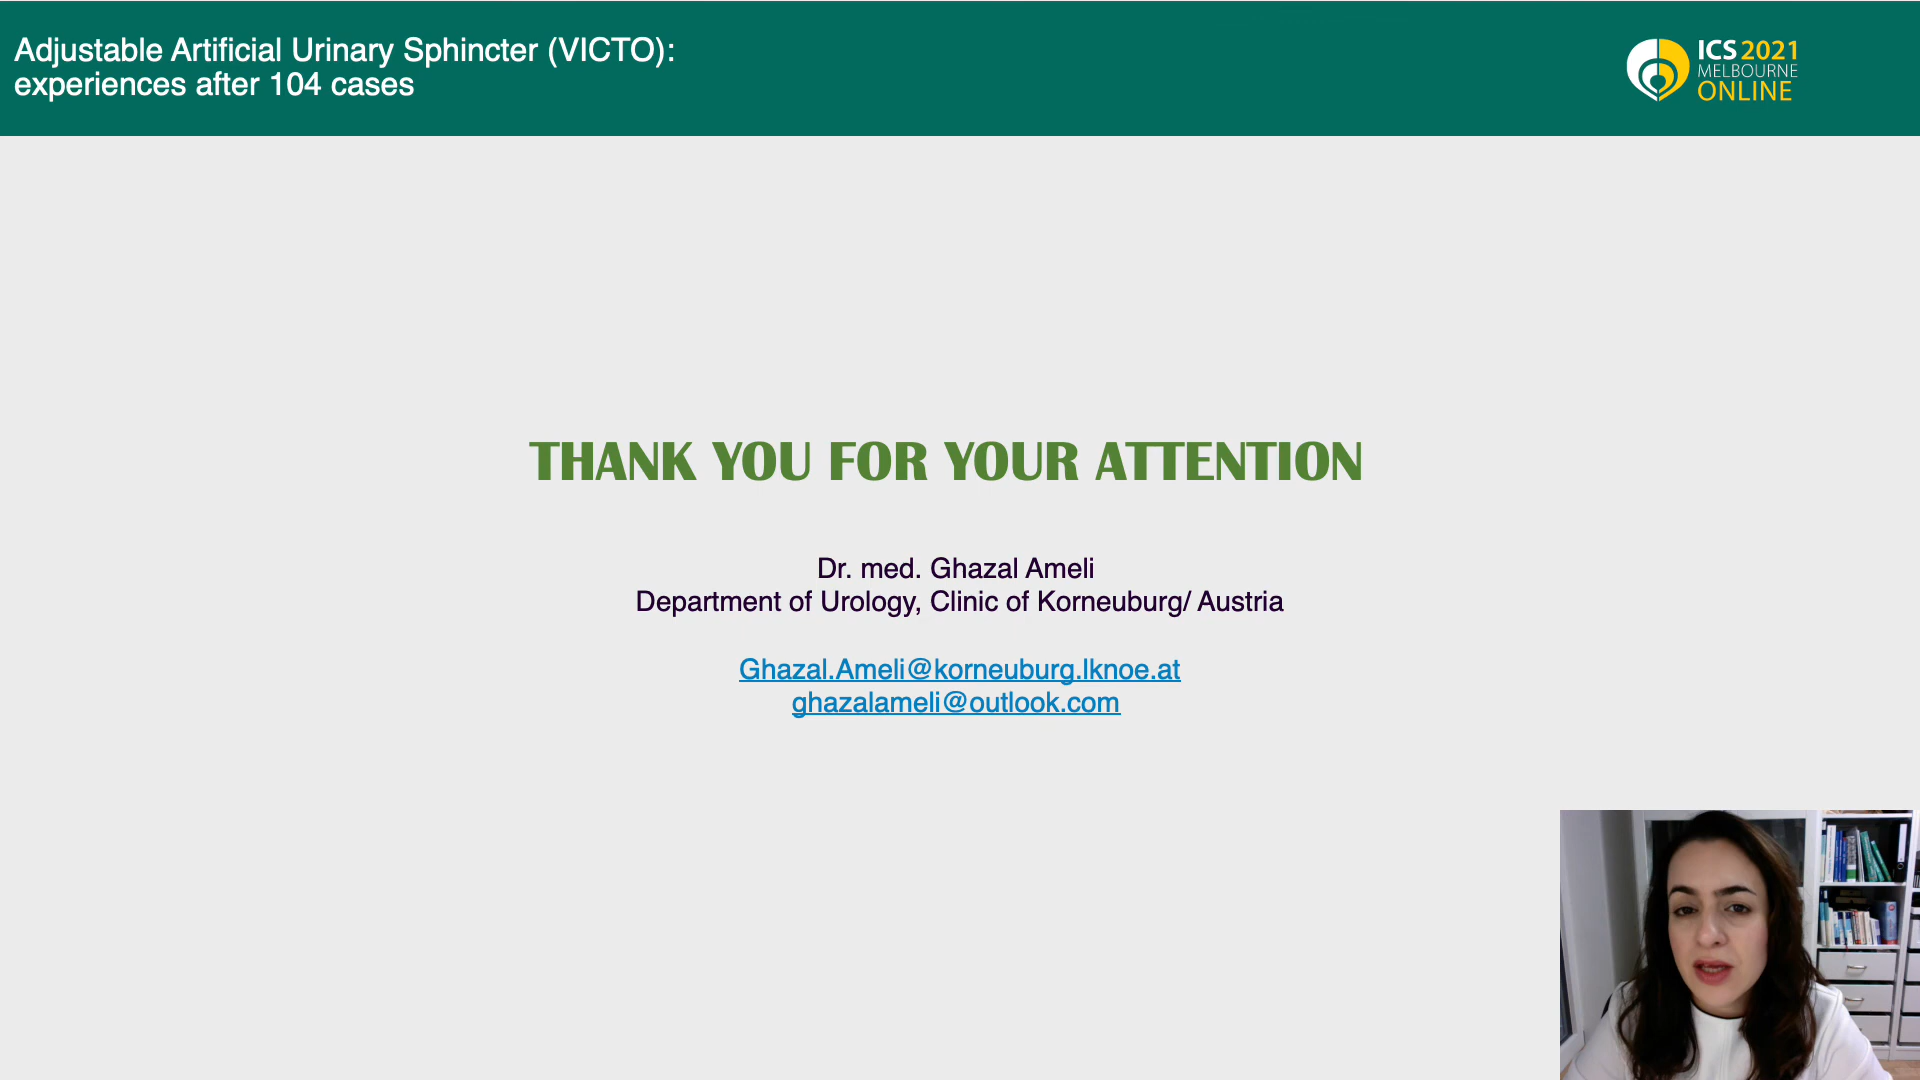 Adjustable Artificial Urinary Sphincter (VICTO):
experiences after 104 cases
ICS 2021
MELBOURNE
ONLINE
THANK YOU FOR YOUR ATTENTION
Dr. med. Ghazal Ameli
Department of Urology, Clinic of Korneuburg/ Austria
Ghazal.Ameli@korneuburg.lknoe.at
ghazalameli@outlook.com